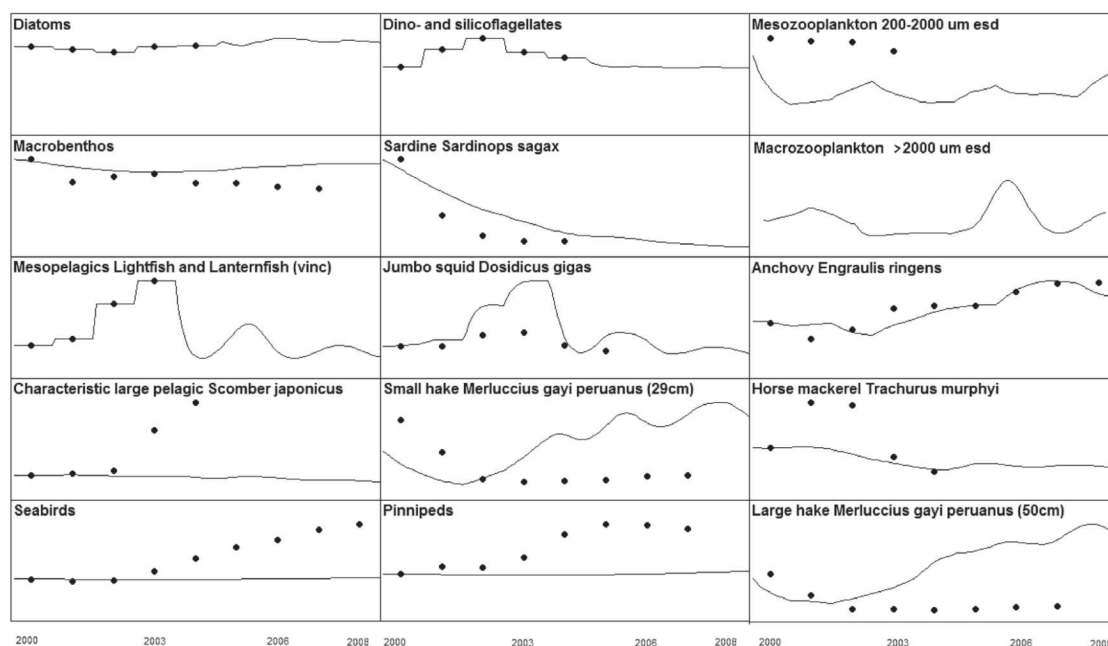 Diatoms
Dino- and silicoflagellates
Mesozooplankton 200-2000 um esd
Macrobenthos
Sardine Sardinops sagax
Macrozooplankton >2000 um esd
Mesopelagics Lightfish and Lanternfish (vinc)
Jumbo squid Dosidicus gigas
Anchovy Engraulis ringens
Characteristic large pelagic Scomber japonicus
Small hake Merluccius gayi peruanus (29cm)
Horse mackerel Trachurus murphyi
Seabirds
Pinnipeds
Large hake Merluccius gayi peruanus (50cm)
2000 2003 2006 2008
2000 2003 2006 2008
2000 2003 2006